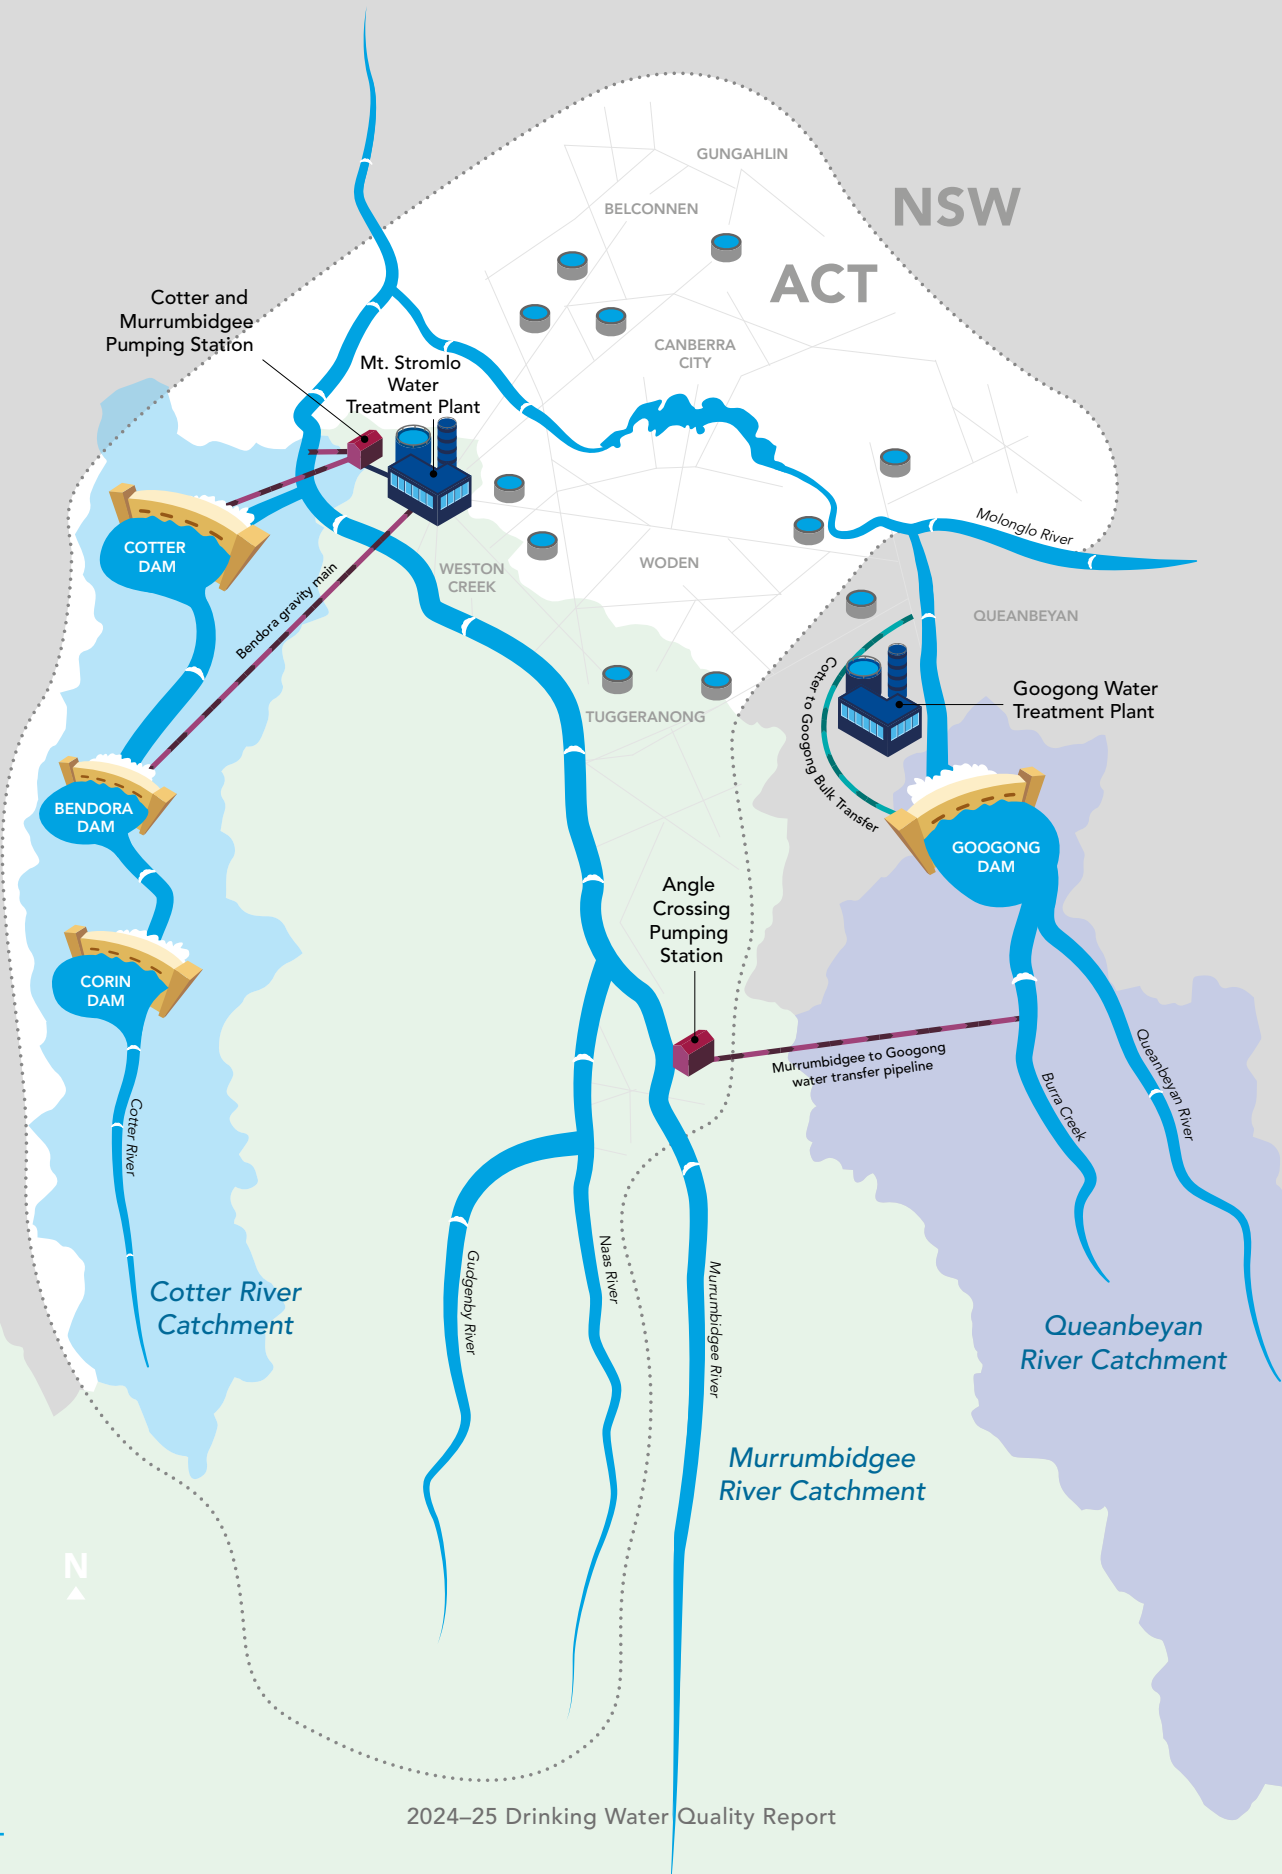 GUNGAHLIN
NSW
BELCONNEN
ACT
Cotter and
Murrumbidgee
Pumping Station
CANBERRA
CITY
Mt. Stromlo
Water
Treatment Plant
Molonglo River
COTTER
DAM
WODEN
WESTON
CREEK
Bendora gravity main
QUEANBEYAN
Cotter to Googong Bulk Transfer
Googong Water
Treatment Plant
TUGGERANONG
BENDORA
DAM
GOOGONG
DAM
Angle
Crossing
Pumping
Station
CORIN
DAM
Murrumbidgee to Googong
water transfer pipeline
Queanbeyan River
Burra Creek
Cotter River
Naas River
Gudgenby River
Murrumbidgee River
Cotter River
Catchment
Queanbeyan
River Catchment
Murrumbidgee
River Catchment
N
2024–25 Drinking Water Quality Report